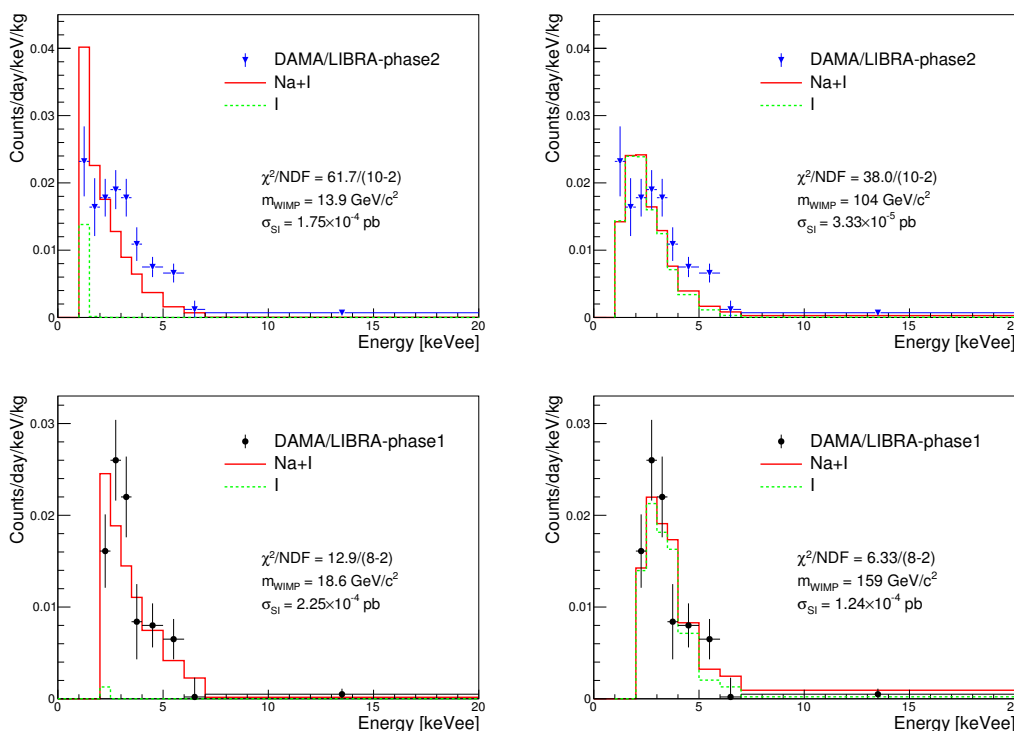 Counts/day/keV/kg
0.04
0.03
0.02
0.01
0
DAMA/LIBRA-phase2
Na+I
I
χ²/NDF = 61.7/(10-2)
m_WIMP = 13.9 GeV/c²
σ_SI = 1.75×10⁻⁴ pb
0 5 10 15 20
Energy [keVee]
Counts/day/keV/kg
0.04
0.03
0.02
0.01
0
DAMA/LIBRA-phase2
Na+I
I
χ²/NDF = 38.0/(10-2)
m_WIMP = 104 GeV/c²
σ_SI = 3.33×10⁻⁵ pb
0 5 10 15 20
Energy [keVee]
Counts/day/keV/kg
0.03
0.02
0.01
0
DAMA/LIBRA-phase1
Na+I
I
χ²/NDF = 12.9/(8-2)
m_WIMP = 18.6 GeV/c²
σ_SI = 2.25×10⁻⁴ pb
0 5 10 15 20
Energy [keVee]
Counts/day/keV/kg
0.03
0.02
0.01
0
DAMA/LIBRA-phase1
Na+I
I
χ²/NDF = 6.33/(8-2)
m_WIMP = 159 GeV/c²
σ_SI = 1.24×10⁻⁴ pb
0 5 10 15 20
Energy [keVee]